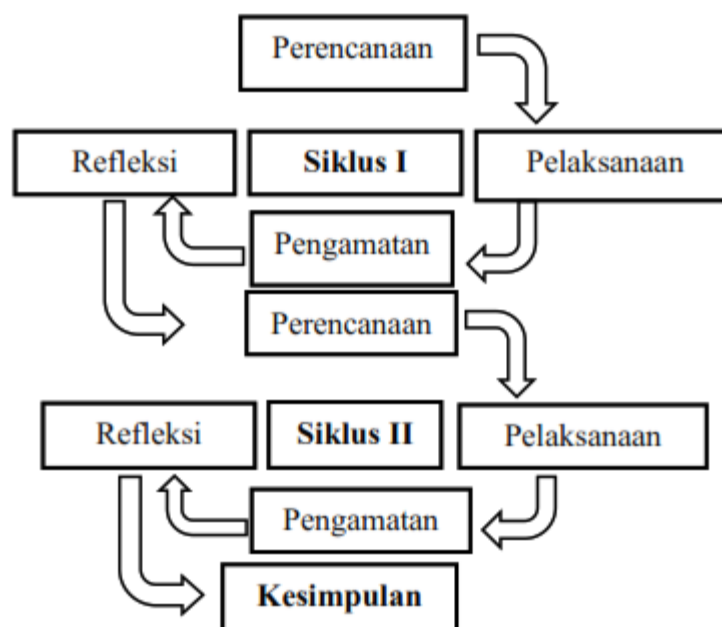 Perencanaan
Refleksi
Siklus I
Pelaksanaan
Pengamatan
Perencanaan
Refleksi
Siklus II
Pelaksanaan
Pengamatan
Kesimpulan